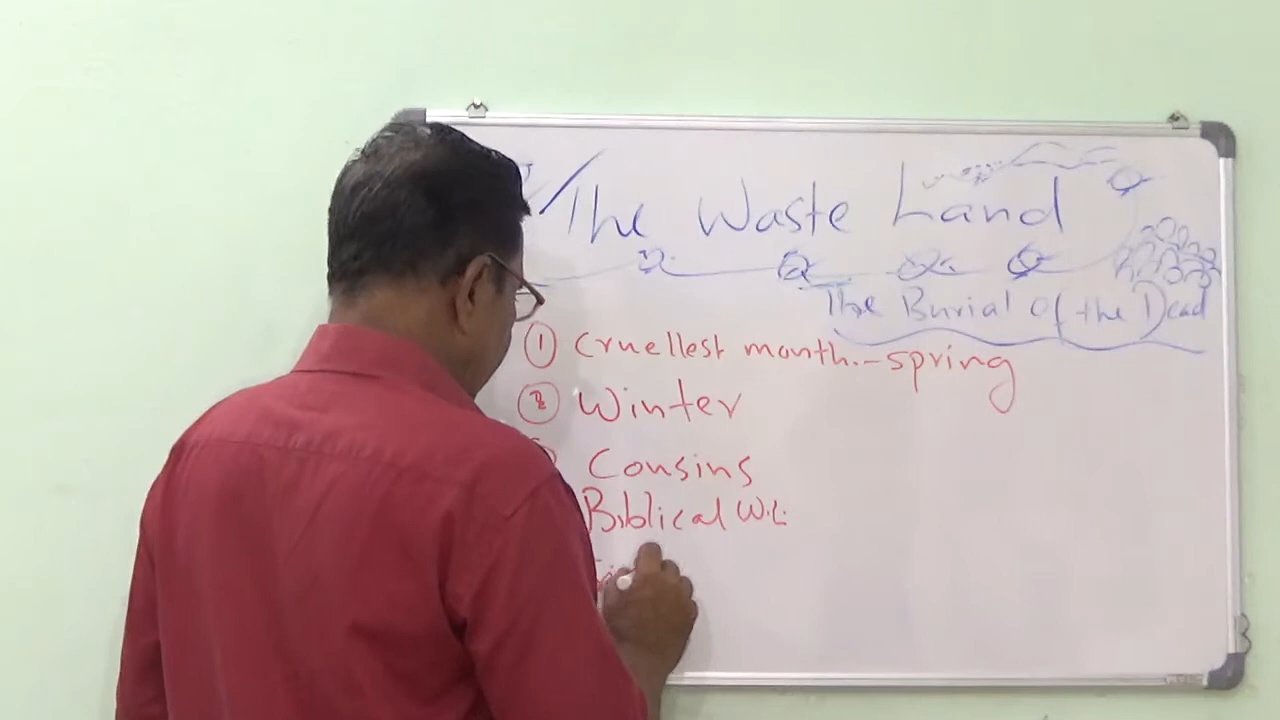 The Waste Land
The Burial Of the Dead
① Cruellest month.-spring
② Winter
Cousins
Biblical W.L.